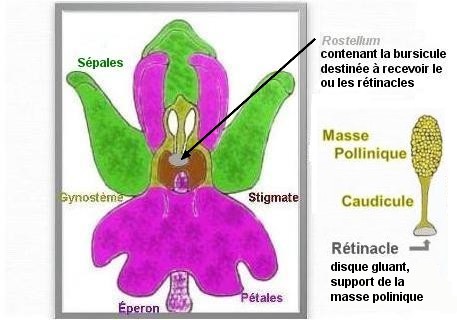 Rostellum
contenant la bursicule
destinée à recevoir le
ou les rétinacles
Sépales
Masse
Pollinique
Gynostème
Stigmate
Caudicule
Rétinacle
disque gluant,
support de la
masse polinique
Éperon
Pétales